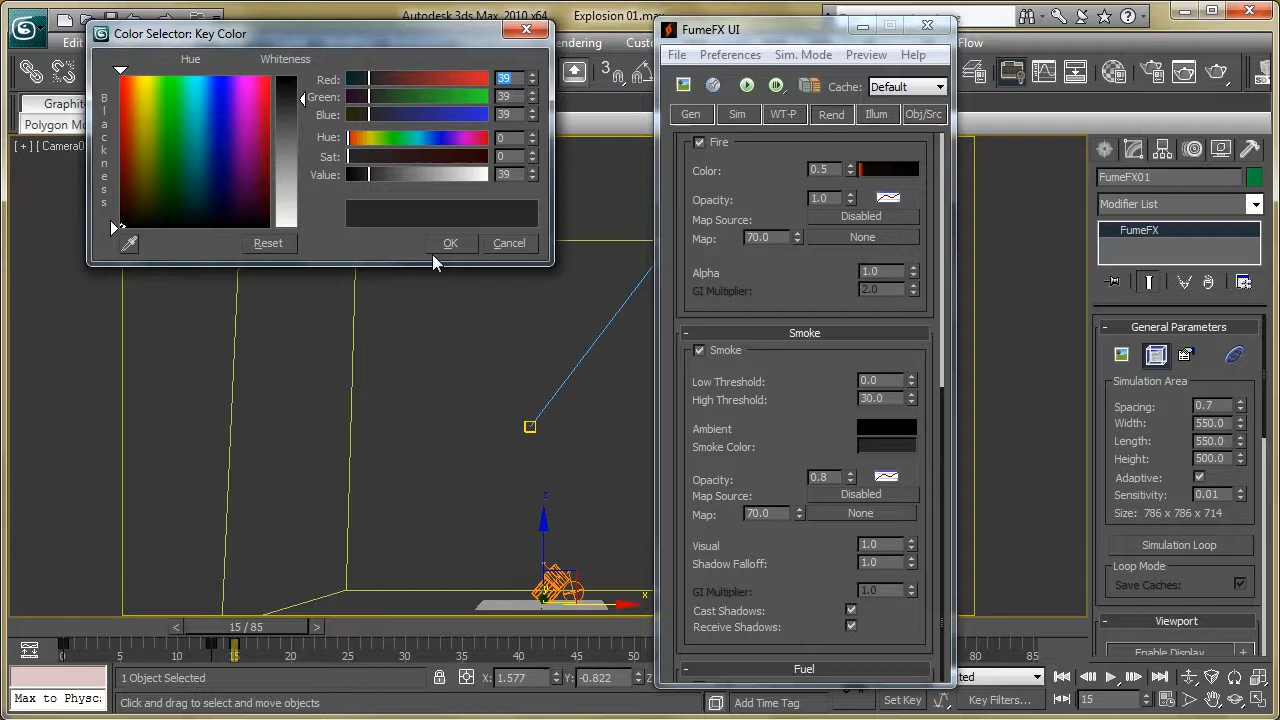 Autodesk 3ds Max 2010 x64
Explosion 01.max
Color Selector: Key Color
Hue
Whiteness
Blackness
Red: 39
Green: 39
Blue: 39
Hue: 0
Sat: 0
Value: 39
Reset
OK
Cancel
FumeFX UI
File Preferences Sim. Mode Preview Help
Cache: Default
Gen Sim WT-P Rend Illum Obj/Src
Fire
Color: 0.5
Opacity: 1.0
Map Source: Disabled
Map: 70.0 None
Alpha 1.0
GI Multiplier: 2.0
- Smoke
Smoke
Low Threshold: 0.0
High Threshold: 30.0
Ambient
Smoke Color:
Opacity: 0.8
Map Source: Disabled
Map: 70.0 None
Visual 1.0
Shadow Falloff: 1.0
GI Multiplier: 1.0
Cast Shadows:
Receive Shadows:
- Fuel
Ed
Graphit
Polygon Mo
[ + ] [ Camera0
3
FumeFX01
Modifier List
FumeFX
- General Parameters
Simulation Area
Spacing: 0.7
Width: 550.0
Length: 550.0
Height: 500.0
Adaptive:
Sensitivity: 0.01
Size: 786 x 786 x 714
Simulation Loop
Loop Mode
Save Caches:
- Viewport
Enable Display
z
x
< 15 / 85 >
0 5 10 15 20 25 30 35 40 45 50
80 85
1 Object Selected
X: 1.577 Y: -0.822 Z
Max to Physc
Click and drag to select and move objects
Add Time Tag
Set Key
Key Filters...
15